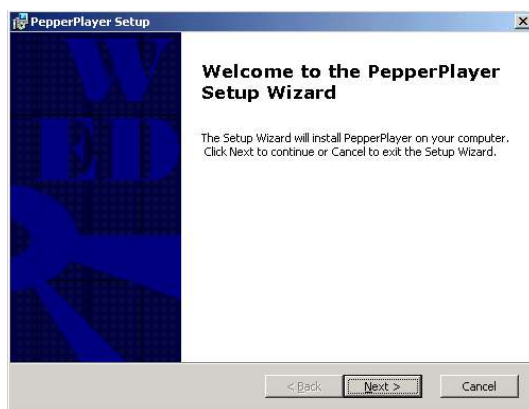 PepperPlayer Setup
W
ED
Welcome to the PepperPlayer
Setup Wizard
The Setup Wizard will install PepperPlayer on your computer.
Click Next to continue or Cancel to exit the Setup Wizard.
< Back
Next >
Cancel